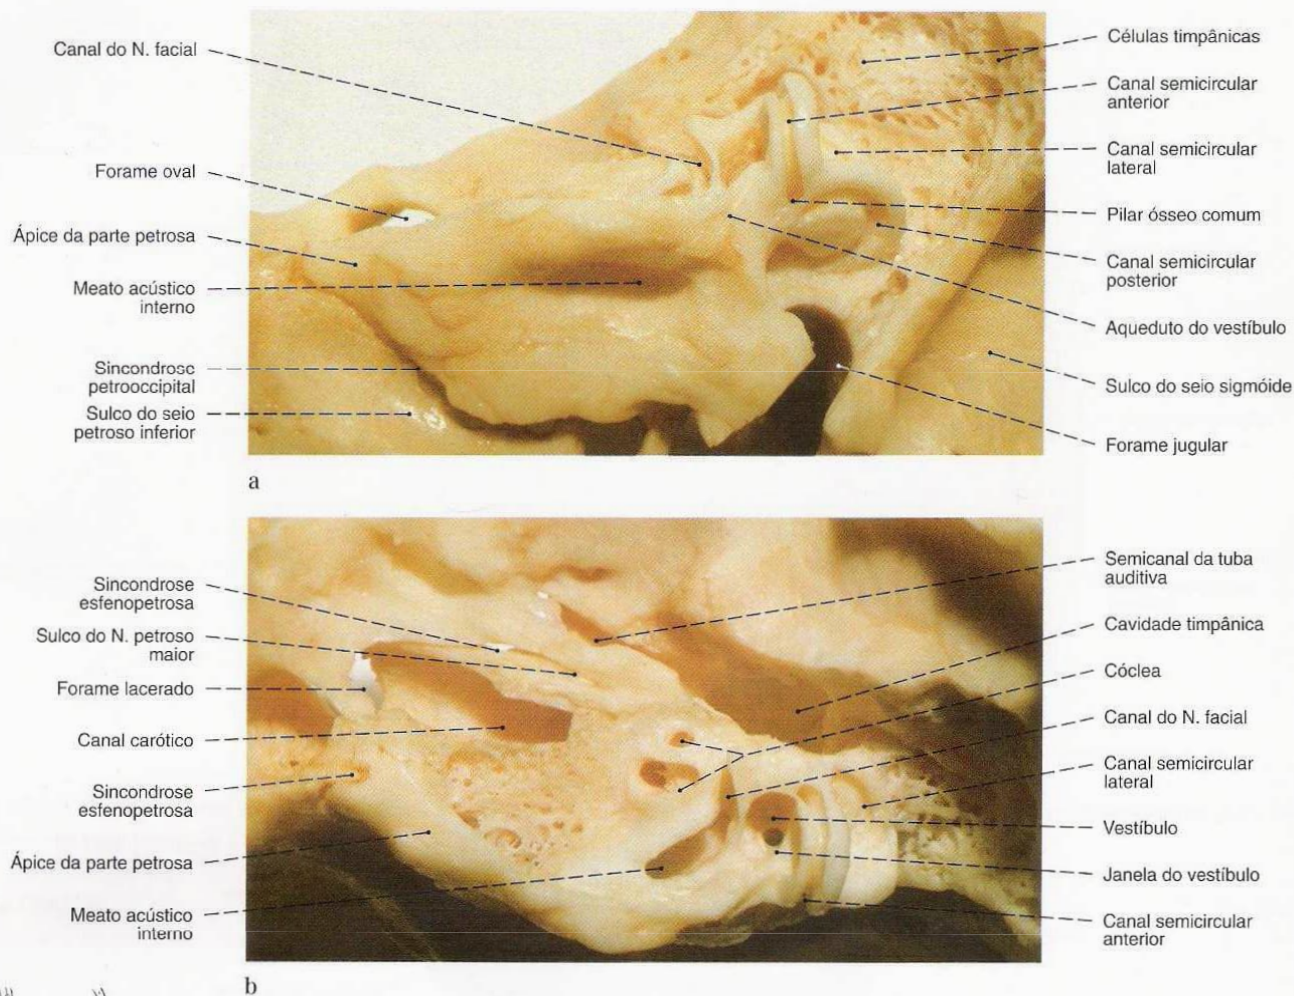 Canal do N. facial
Forame oval
Ápice da parte petrosa
Meato acústico
interno
Sincondrose
petrooccipital
Sulco do seio
petroso inferior
Células timpânicas
Canal semicircular
anterior
Canal semicircular
lateral
Pilar ósseo comum
Canal semicircular
posterior
Aqueduto do vestíbulo
Sulco do seio sigmóide
Forame jugular
a
Sincondrose
esfenopetrosa
Sulco do N. petroso
maior
Forame lacerado
Canal carótico
Sincondrose
esfenopetrosa
Ápice da parte petrosa
Meato acústico
interno
Semicanal da tuba
auditiva
Cavidade timpânica
Cóclea
Canal do N. facial
Canal semicircular
lateral
Vestíbulo
Janela do vestíbulo
Canal semicircular
anterior
b